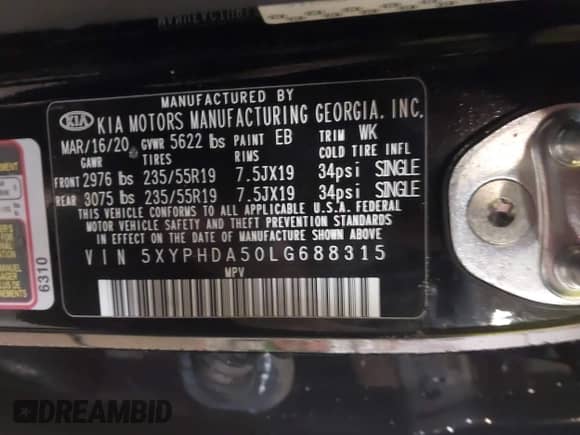 MANUFACTURED BY
KIA KIA MOTORS MANUFACTURING GEORGIA, INC.
MAR/16/20 GVWR 5622 lbs PAINT EB TRIM WK
GAWR TIRES RIMS COLD TIRE INFL
FRONT 2976 lbs 235/55R19 7.5JX19 34psi SINGLE
REAR 3075 lbs 235/55R19 7.5JX19 34psi SINGLE
THIS VEHICLE CONFORMS TO ALL APPLICABLE U.S.A. FEDERAL
MOTOR VEHICLE SAFETY AND THEFT PREVENTION STANDARDS
IN EFFECT ON THE DATE OF MANUFACTURE SHOWN ABOVE.
VIN 5XYPHDA50LG688315
MPV
6310
DREAMBID